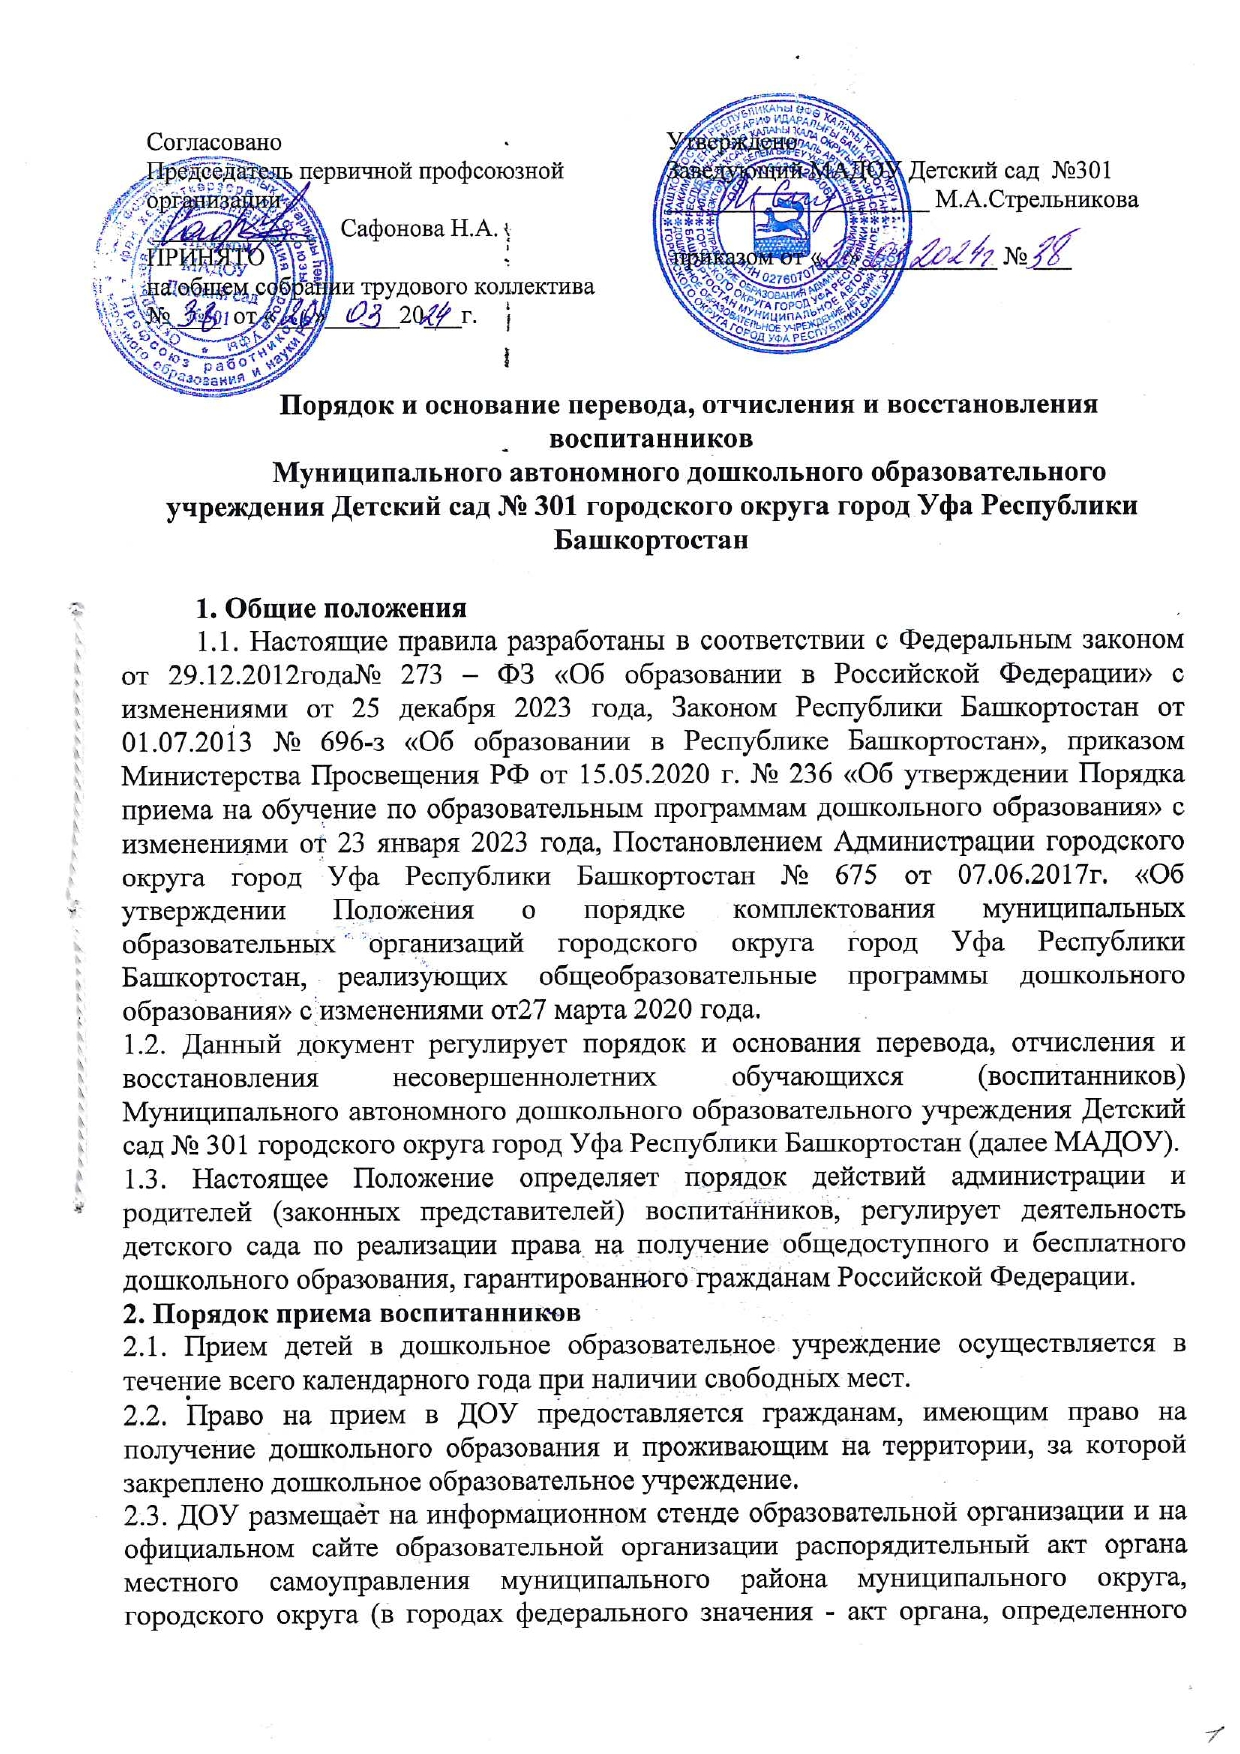 Согласовано
Председатель первичной профсоюзной
организации
Сафонова Н.А.
ПРИНЯТО
на общем собрании трудового коллектива
№ от « 03 2024 г.
Утверждено
Заведующий МАДОУ Детский сад №301
М.А.Стрельникова
приказом от « 2024г № 38
Порядок и основание перевода, отчисления и восстановления
воспитанников
Муниципального автономного дошкольного образовательного
учреждения Детский сад № 301 городского округа город Уфа Республики
Башкортостан
1. Общие положения
1.1. Настоящие правила разработаны в соответствии с Федеральным законом
от 29.12.2012года№ 273 – ФЗ «Об образовании в Российской Федерации» с
изменениями от 25 декабря 2023 года, Законом Республики Башкортостан от
01.07.2013 № 696-з «Об образовании в Республике Башкортостан», приказом
Министерства Просвещения РФ от 15.05.2020 г. № 236 «Об утверждении Порядка
приема на обучение по образовательным программам дошкольного образования» с
изменениями от 23 января 2023 года, Постановлением Администрации городского
округа город Уфа Республики Башкортостан № 675 от 07.06.2017г. «Об
утверждении Положения о порядке комплектования муниципальных
образовательных организаций городского округа город Уфа Республики
Башкортостан, реализующих общеобразовательные программы дошкольного
образования» с изменениями от27 марта 2020 года.
1.2. Данный документ регулирует порядок и основания перевода, отчисления и
восстановления несовершеннолетних обучающихся (воспитанников)
Муниципального автономного дошкольного образовательного учреждения Детский
сад № 301 городского округа город Уфа Республики Башкортостан (далее МАДОУ).
1.3. Настоящее Положение определяет порядок действий администрации и
родителей (законных представителей) воспитанников, регулирует деятельность
детского сада по реализации права на получение общедоступного и бесплатного
дошкольного образования, гарантированного гражданам Российской Федерации.
2. Порядок приема воспитанников
2.1. Прием детей в дошкольное образовательное учреждение осуществляется в
течение всего календарного года при наличии свободных мест.
2.2. Право на прием в ДОУ предоставляется гражданам, имеющим право на
получение дошкольного образования и проживающим на территории, за которой
закреплено дошкольное образовательное учреждение.
2.3. ДОУ размещает на информационном стенде образовательной организации и на
официальном сайте образовательной организации распорядительный акт органа
местного самоуправления муниципального района муниципального округа,
городского округа (в городах федерального значения - акт органа, определенного
1